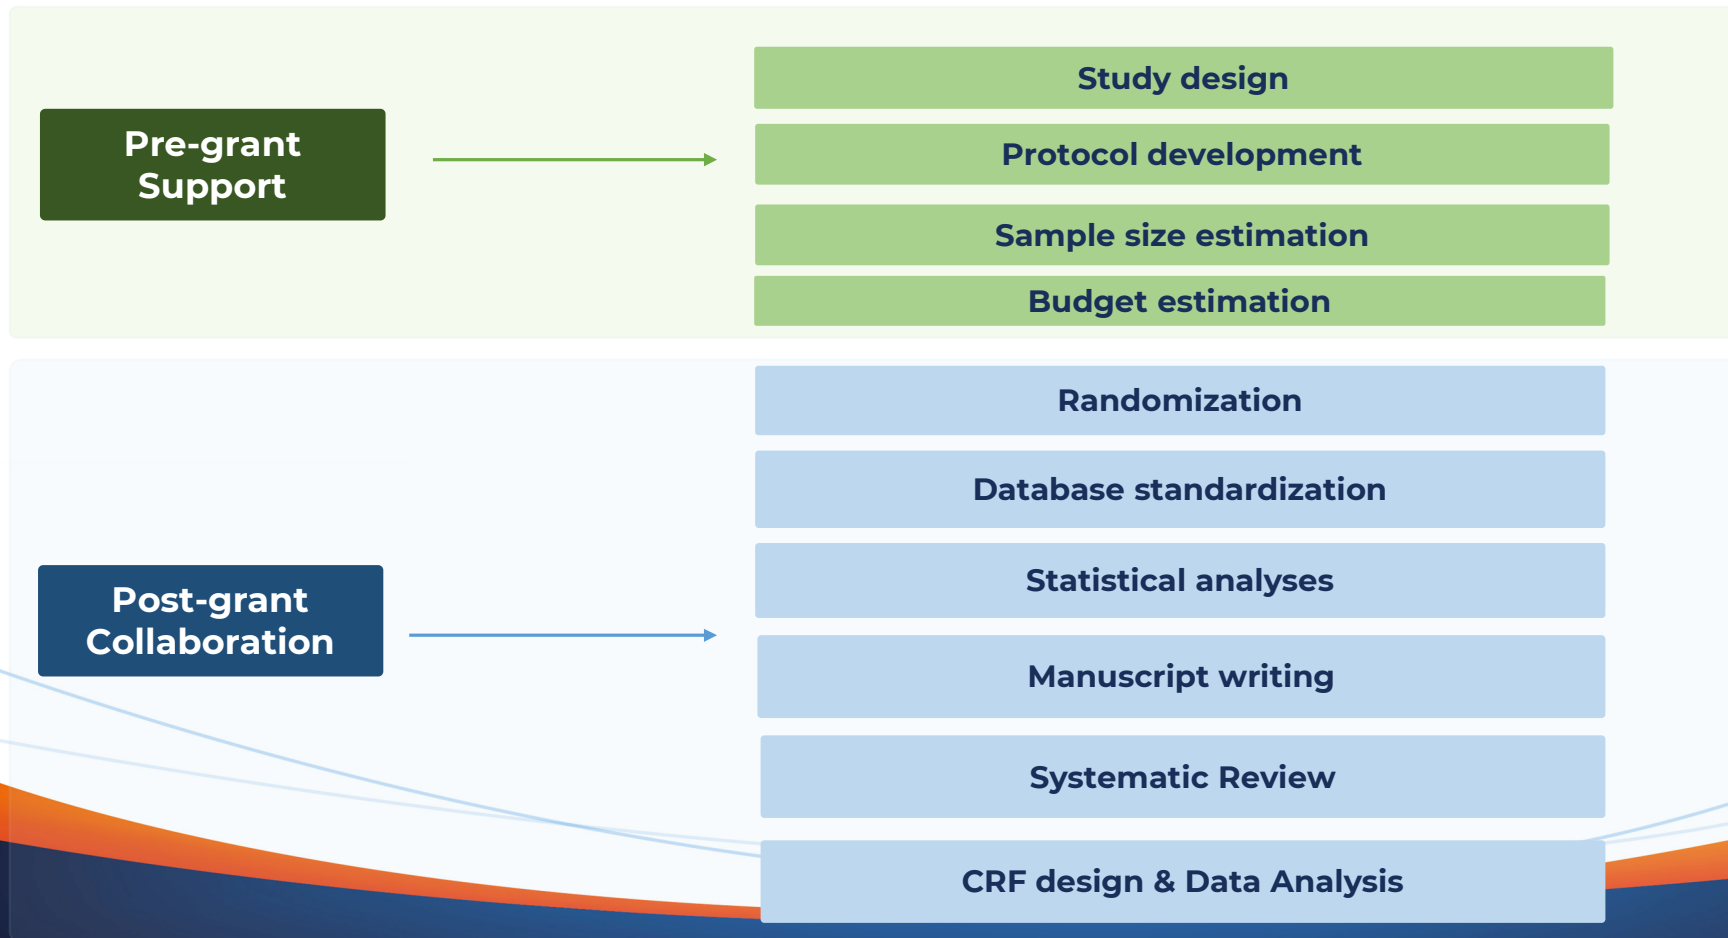 Pre-grant
Support
Study design
Protocol development
Sample size estimation
Budget estimation
Post-grant
Collaboration
Randomization
Database standardization
Statistical analyses
Manuscript writing
Systematic Review
CRF design & Data Analysis